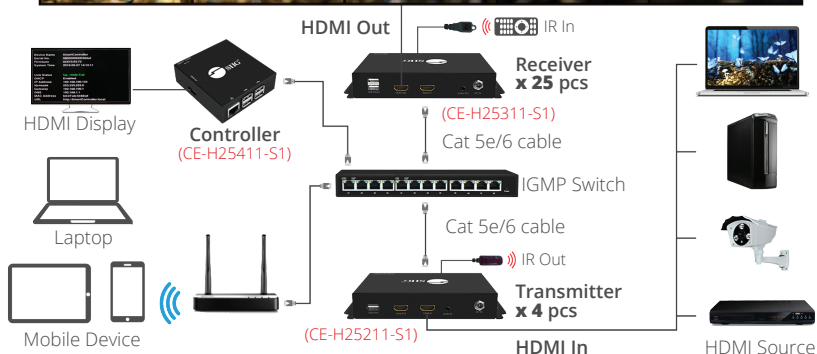 HDMI Out
IR In
Receiver
x 25 pcs
(CE-H25311-S1)
Cat 5e/6 cable
HDMI Display
SIIG
Controller
(CE-H25411-S1)
IGMP Switch
Laptop
Cat 5e/6 cable
IR Out
Transmitter
x 4 pcs
(CE-H25211-S1)
Mobile Device
HDMI In
HDMI Source